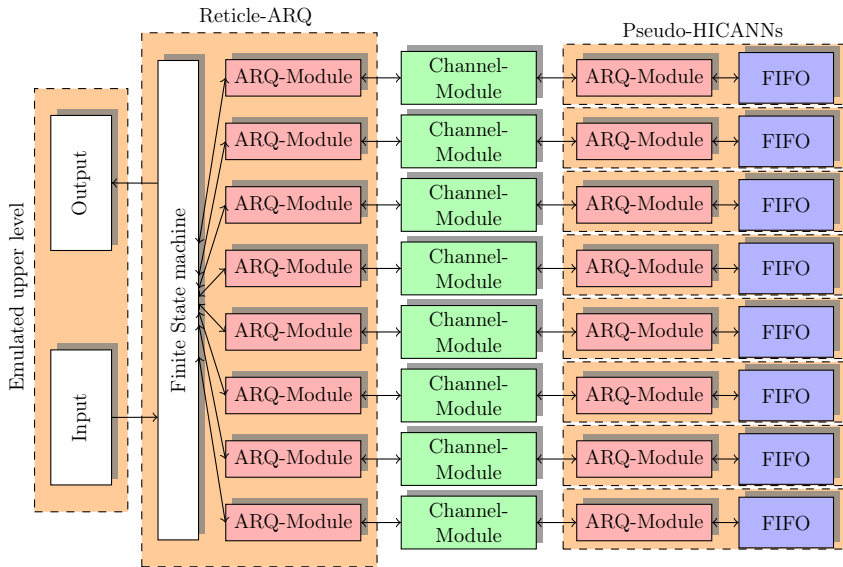 Reticle-ARQ
Pseudo-HICANNs
Emulated upper level
Output
Input
Finite State machine
ARQ-Module
Channel-
Module
ARQ-Module
FIFO
ARQ-Module
Channel-
Module
ARQ-Module
FIFO
ARQ-Module
Channel-
Module
ARQ-Module
FIFO
ARQ-Module
Channel-
Module
ARQ-Module
FIFO
ARQ-Module
Channel-
Module
ARQ-Module
FIFO
ARQ-Module
Channel-
Module
ARQ-Module
FIFO
ARQ-Module
Channel-
Module
ARQ-Module
FIFO
ARQ-Module
Channel-
Module
ARQ-Module
FIFO